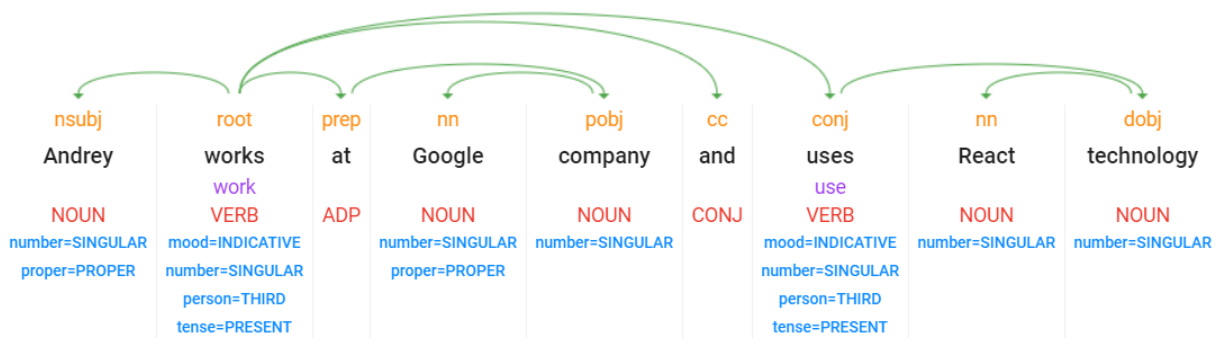 nsubj root prep nn pobj cc conj nn dobj
Andrey works at Google company and uses React technology
work use
NOUN VERB ADP NOUN NOUN CONJ VERB NOUN NOUN
number=SINGULAR mood=INDICATIVE number=SINGULAR number=SINGULAR mood=INDICATIVE number=SINGULAR number=SINGULAR
proper=PROPER number=SINGULAR proper=PROPER number=SINGULAR
person=THIRD person=THIRD
tense=PRESENT tense=PRESENT